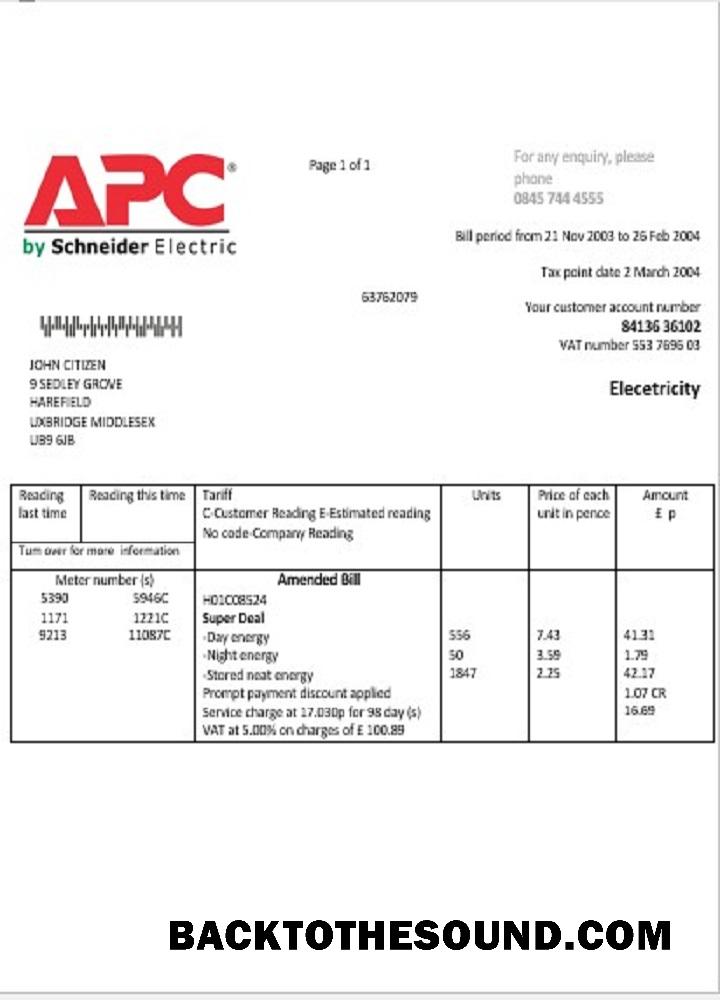 APC®
by Schneider Electric
Page 1 of 1
For any enquiry, please
phone
0845 744 4555
Bill period from 21 Nov 2003 to 26 Feb 2004
Tax point date 2 March 2004
63762079
Your customer account number
84136 36102
VAT number 553 7696 03
Elecetricity
JOHN CITIZEN
9 SEDLEY GROVE
HAREFIELD
UXBRIDGE MIDDLESEX
UB9 6JB
Reading last time
Reading this time
Tariff
C-Customer Reading E-Estimated reading
No code-Company Reading
Units
Price of each
unit in pence
Amount
£ p
Turn over for more information
Meter number (s)
Amended Bill
5390 5946C H01C08524
1171 1221C Super Deal
9213 11087C -Day energy 556 7.43 41.31
-Night energy 50 3.59 1.79
-Stored neat energy 1847 2.25 42.17
Prompt payment discount applied 1.07 CR
Service charge at 17.030p for 98 day (s) 16.69
VAT at 5.00% on charges of £ 100.89
BACKTOTHESOUND.COM